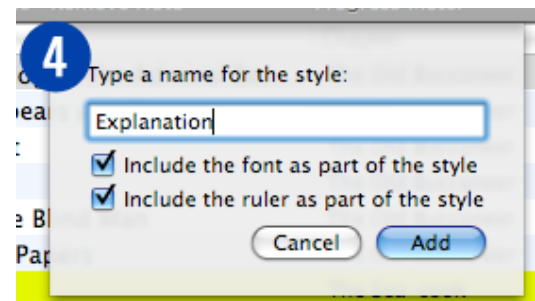 4
Type a name for the style:
Explanation
Include the font as part of the style
Include the ruler as part of the style
Cancel Add